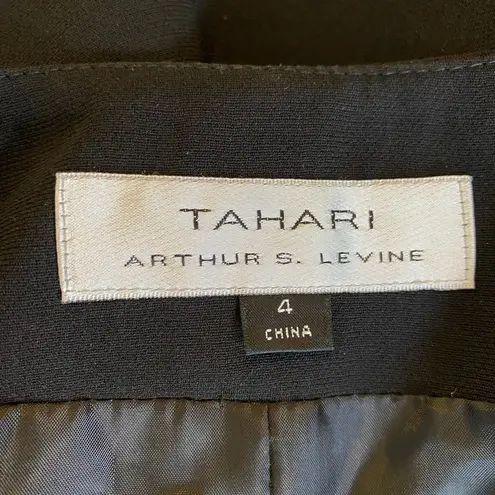 TAHARI
ARTHUR S. LEVINE
4
CHINA